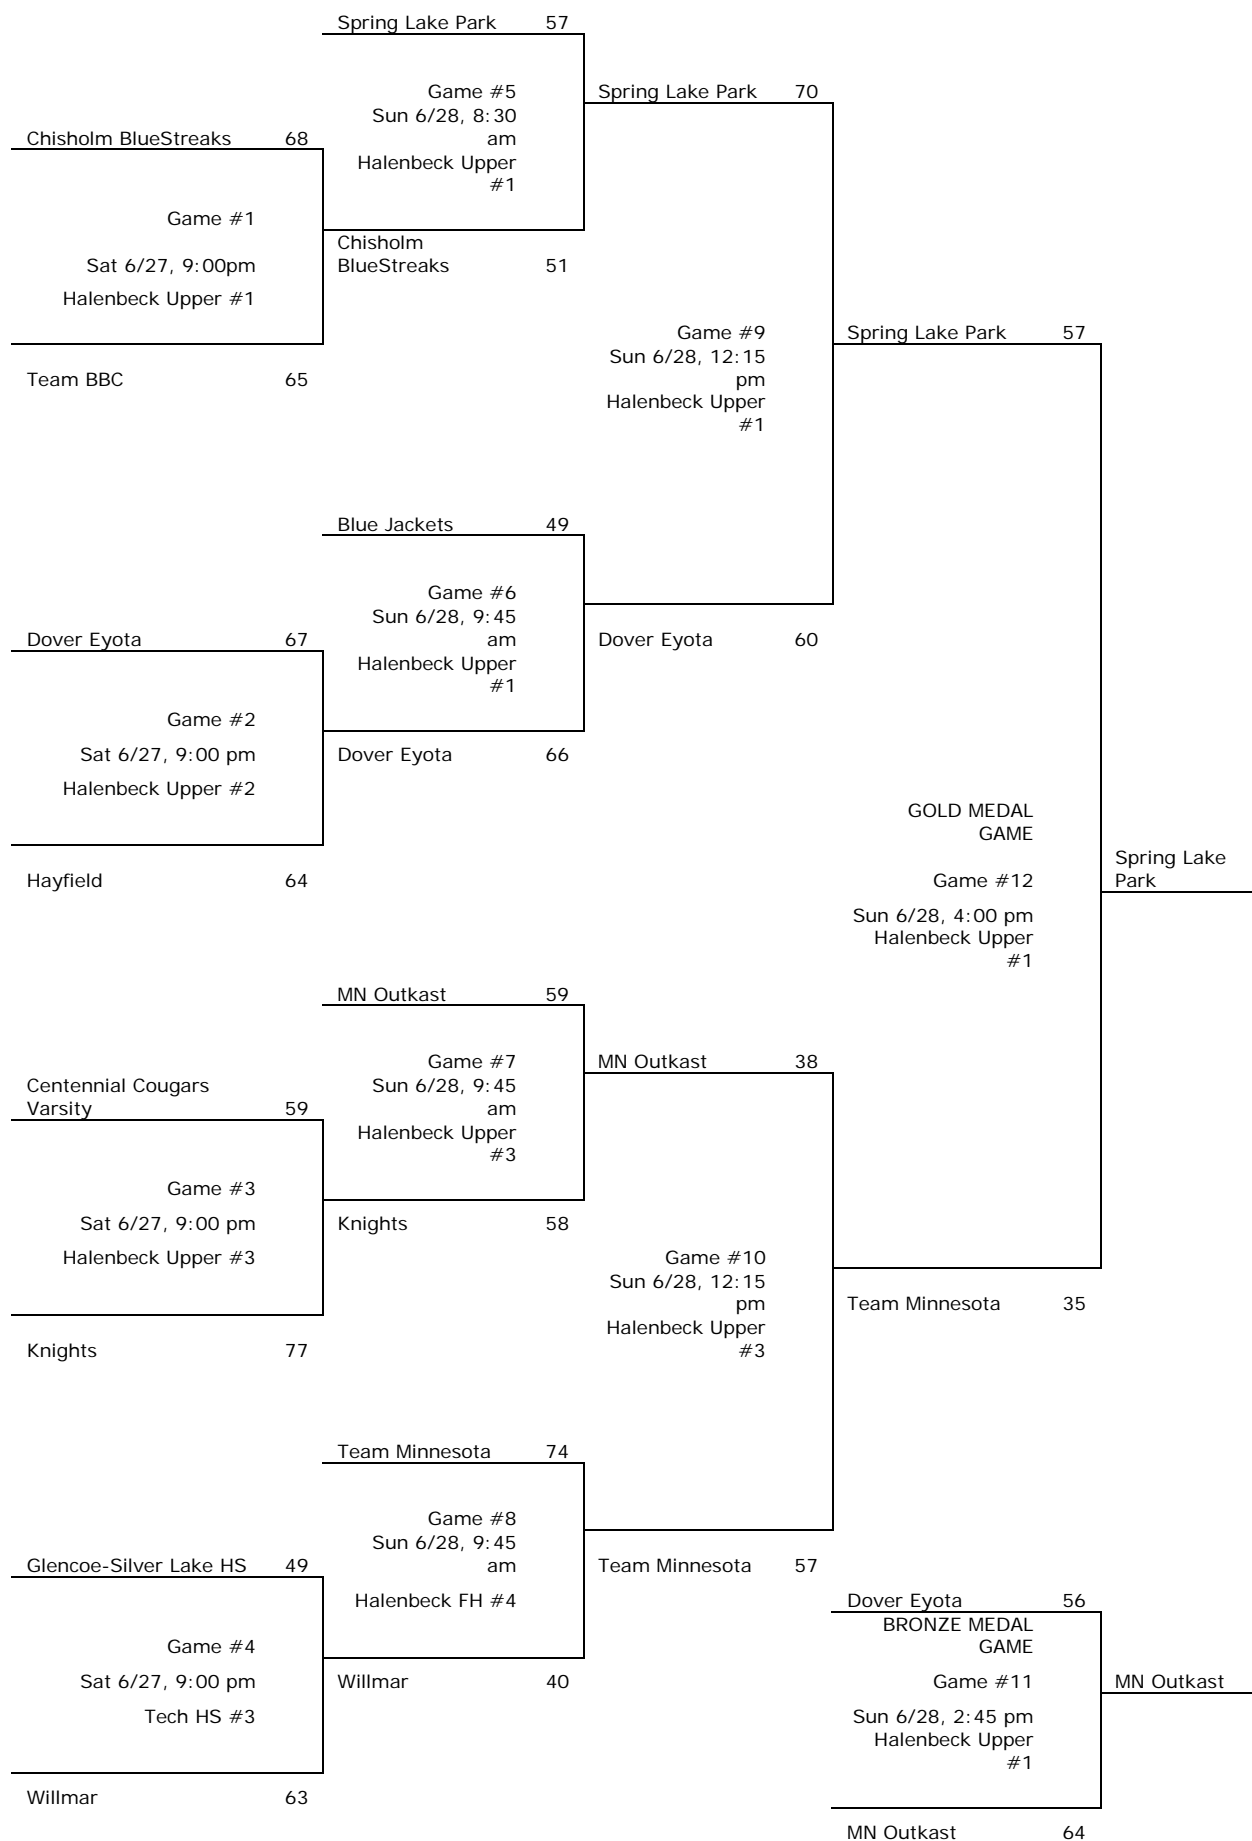 Spring Lake Park 57
Game #5
Sun 6/28, 8:30
am
Halenbeck Upper
#1
Spring Lake Park 70
Chisholm BlueStreaks 68
Game #1
Sat 6/27, 9:00pm
Halenbeck Upper #1
Chisholm
BlueStreaks 51
Team BBC 65
Game #9
Sun 6/28, 12:15
pm
Halenbeck Upper
#1
Spring Lake Park 57
Blue Jackets 49
Game #6
Sun 6/28, 9:45
am
Halenbeck Upper
#1
Dover Eyota 67
Dover Eyota 60
Game #2
Sat 6/27, 9:00 pm
Halenbeck Upper #2
Dover Eyota 66
Hayfield 64
GOLD MEDAL
GAME
Game #12
Sun 6/28, 4:00 pm
Halenbeck Upper
#1
Spring Lake
Park
MN Outkast 59
Game #7
Sun 6/28, 9:45
am
Halenbeck Upper
#3
MN Outkast 38
Centennial Cougars
Varsity 59
Game #3
Sat 6/27, 9:00 pm
Halenbeck Upper #3
Knights 58
Knights 77
Game #10
Sun 6/28, 12:15
pm
Halenbeck Upper
#3
Team Minnesota 35
Team Minnesota 74
Game #8
Sun 6/28, 9:45
am
Halenbeck FH #4
Glencoe-Silver Lake HS 49
Team Minnesota 57
Game #4
Sat 6/27, 9:00 pm
Tech HS #3
Willmar 40
Willmar 63
Dover Eyota 56
BRONZE MEDAL
GAME
Game #11
Sun 6/28, 2:45 pm
Halenbeck Upper
#1
MN Outkast
MN Outkast 64